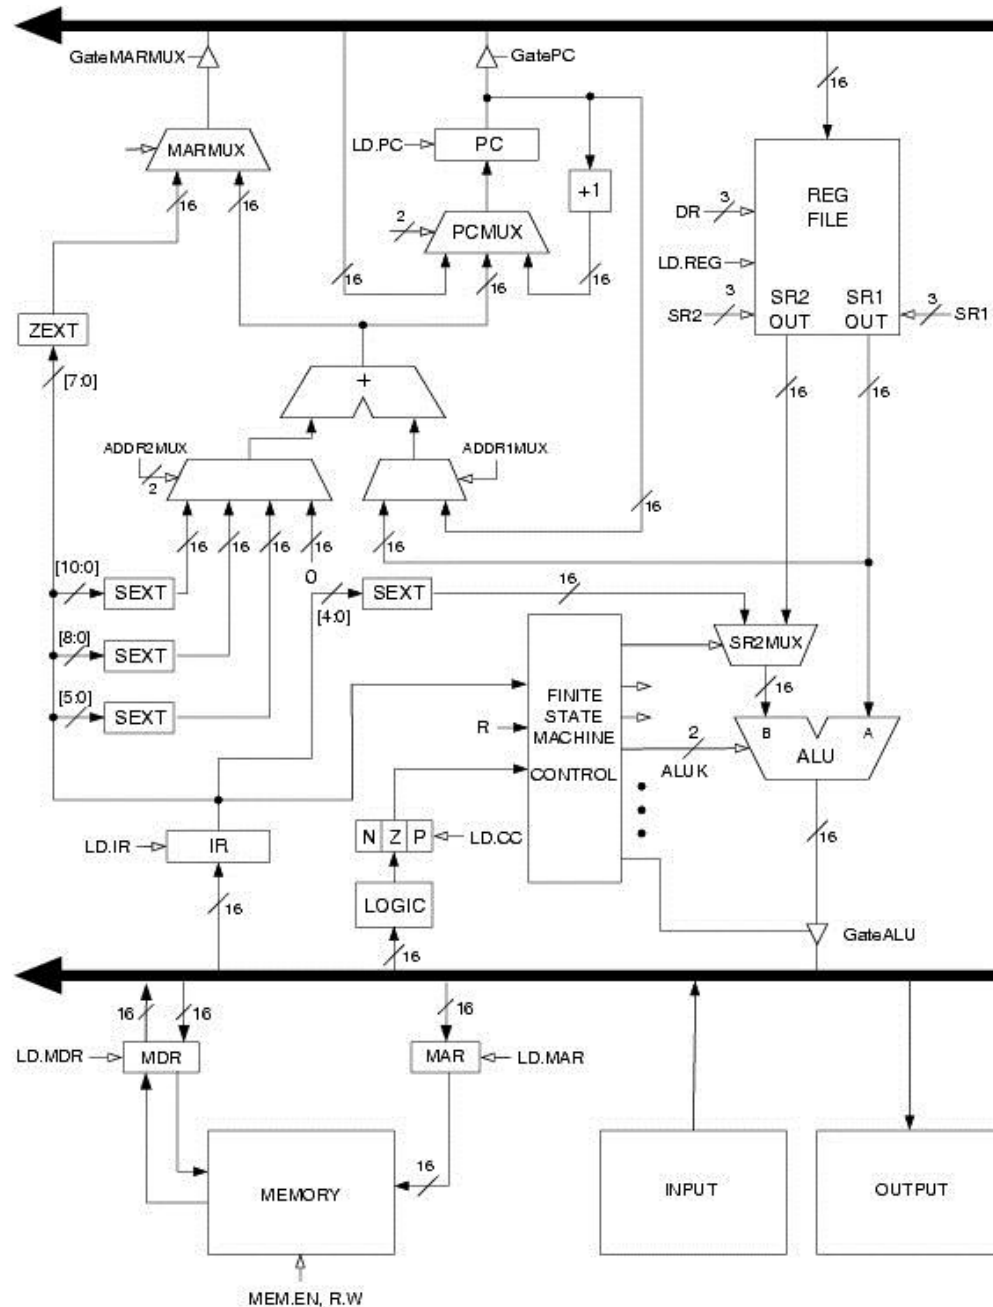 GateMARMUX
GatePC
16
MARMUX
LD.PC
PC
+1
REG
FILE
DR
3
16
16
2
PCMUX
LD.REG
16
16
16
SR2
3
SR2
OUT
SR1
OUT
3
SR1
ZEXT
[7:0]
+
16
16
ADDR2MUX
2
ADDR1MUX
16
16
16
16
16
16
[10:0]
SEXT
0
[4:0]
SEXT
16
[8:0]
SEXT
SR2MUX
[5:0]
SEXT
16
R
FINITE
STATE
MACHINE
CONTROL
2
ALUK
B
A
ALU
N Z P
LD.CC
16
LD.IR
IR
LOGIC
16
16
GateALU
16
16
16
LD.MDR
MDR
MAR
LD.MAR
16
MEMORY
INPUT
OUTPUT
MEM.EN, R.W